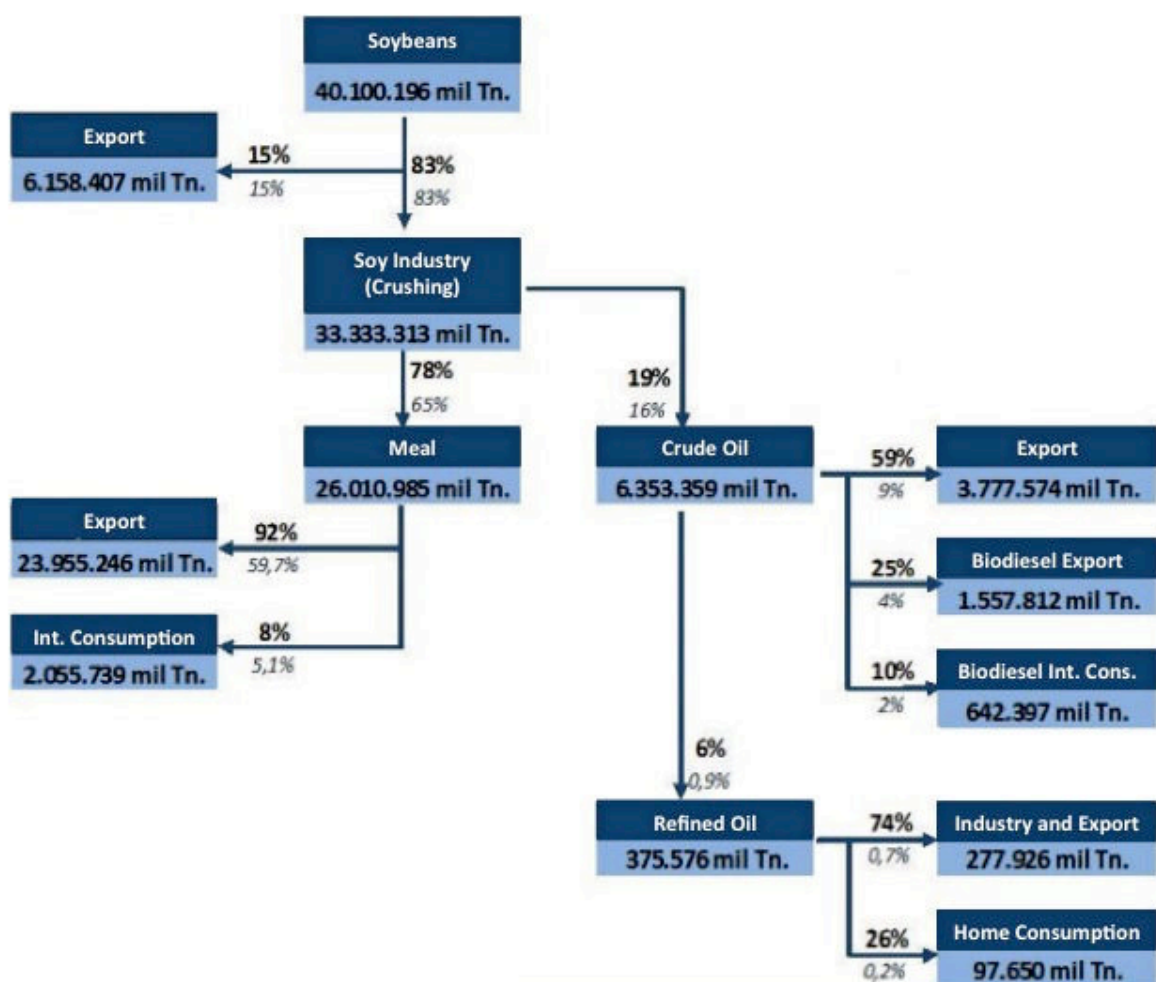 Soybeans
40.100.196 mil Tn.
Export
6.158.407 mil Tn.
15%
15%
83%
83%
Soy Industry
(Crushing)
33.333.313 mil Tn.
78%
65%
19%
16%
Meal
26.010.985 mil Tn.
Crude Oil
6.353.359 mil Tn.
59%
9%
Export
3.777.574 mil Tn.
Export
23.955.246 mil Tn.
92%
59,7%
25%
4%
Biodiesel Export
1.557.812 mil Tn.
Int. Consumption
2.055.739 mil Tn.
8%
5,1%
10%
2%
Biodiesel Int. Cons.
642.397 mil Tn.
6%
0,9%
Refined Oil
375.576 mil Tn.
74%
0,7%
Industry and Export
277.926 mil Tn.
26%
0,2%
Home Consumption
97.650 mil Tn.